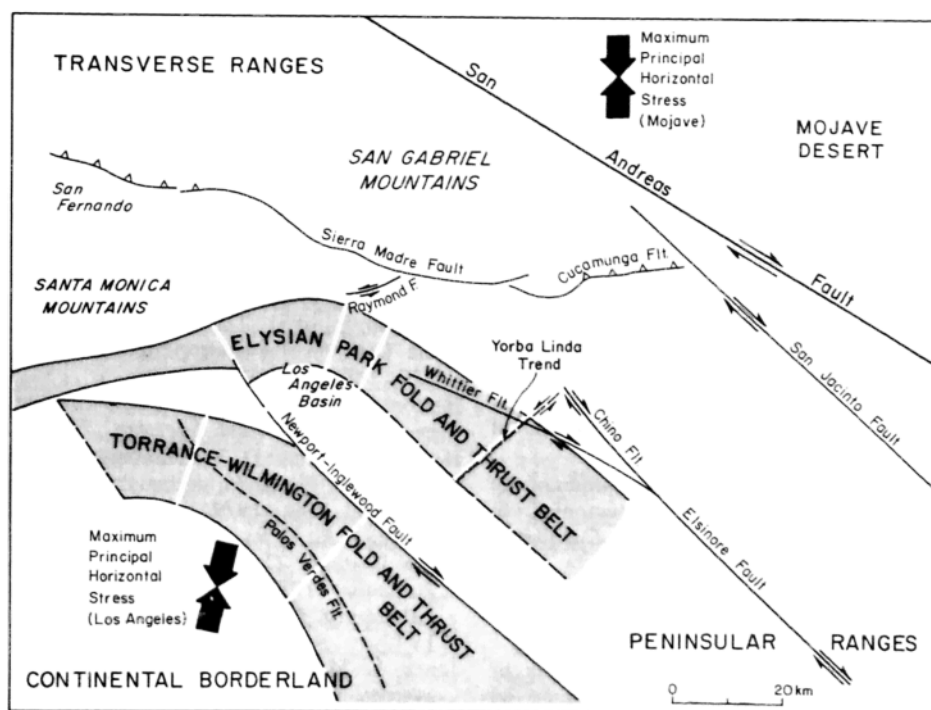 TRANSVERSE RANGES
Maximum
Principal
Horizontal
Stress
(Mojave)
San
Andreas
Fault
MOJAVE
DESERT
SAN GABRIEL
MOUNTAINS
San
Fernando
Sierra Madre Fault
Cucamunga Flt.
Raymond F.
SANTA MONICA
MOUNTAINS
San Jacinto Fault
ELYSIAN PARK FOLD AND THRUST BELT
Yorba Linda
Trend
Los
Angeles
Basin
Whittier Flt.
Chino Flt
Newport-Inglewood Fault
TORRANCE-WILMINGTON FOLD AND THRUST
BELT
Palos Verdes Flt.
Elsinore Fault
Maximum
Principal
Horizontal
Stress
(Los Angeles)
PENINSULAR RANGES
CONTINENTAL BORDERLAND
0 20 km